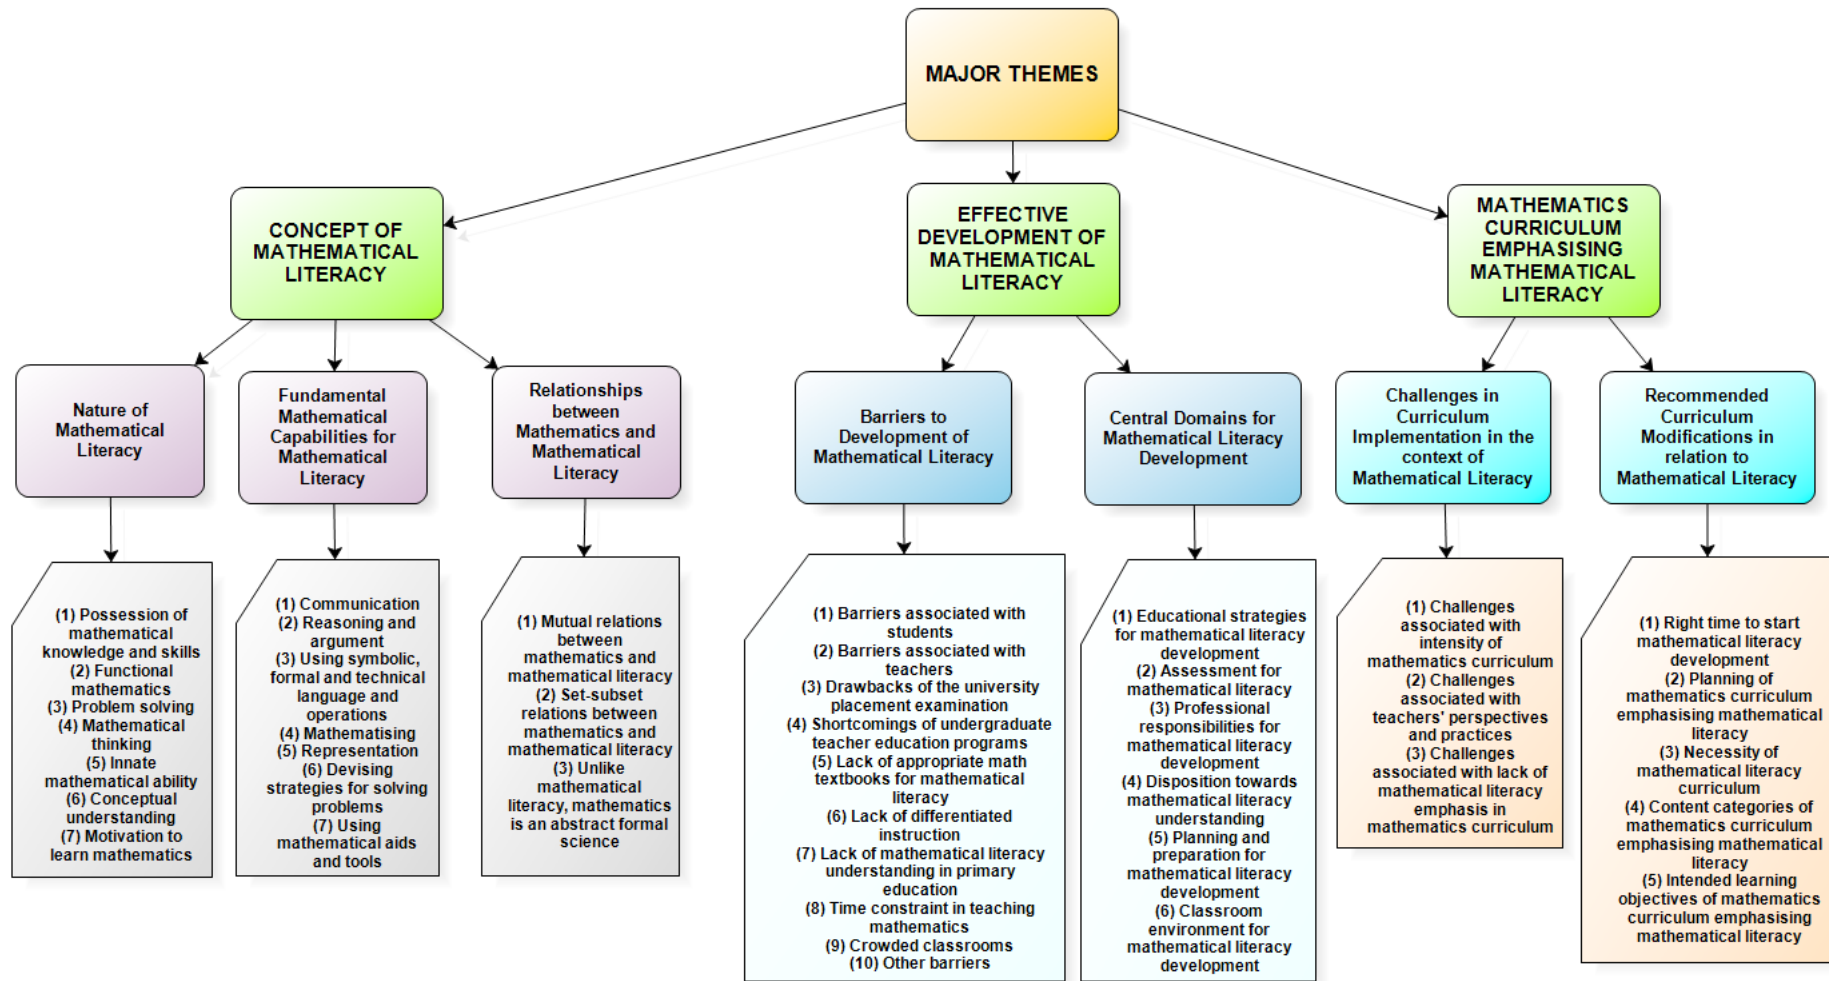 MAJOR THEMES
CONCEPT OF
MATHEMATICAL
LITERACY
EFFECTIVE
DEVELOPMENT OF
MATHEMATICAL
LITERACY
MATHEMATICS
CURRICULUM
EMPHASISING
MATHEMATICAL
LITERACY
Nature of
Mathematical
Literacy
Fundamental
Mathematical
Capabilities for
Mathematical
Literacy
Relationships
between
Mathematics and
Mathematical
Literacy
Barriers to
Development of
Mathematical Literacy
Central Domains for
Mathematical Literacy
Development
Challenges in
Curriculum
Implementation in the
context of
Mathematical Literacy
Recommended
Curriculum
Modifications in
relation to
Mathematical Literacy
(1) Possession of
mathematical
knowledge and skills
(2) Functional
mathematics
(3) Problem solving
(4) Mathematical
thinking
(5) Innate
mathematical ability
(6) Conceptual
understanding
(7) Motivation to
learn mathematics
(1) Communication
(2) Reasoning and
argument
(3) Using symbolic,
formal and technical
language and
operations
(4) Mathematising
(5) Representation
(6) Devising
strategies for solving
problems
(7) Using
mathematical aids
and tools
(1) Mutual relations
between
mathematics and
mathematical literacy
(2) Set-subset
relations between
mathematics and
mathematical literacy
(3) Unlike
mathematical
literacy, mathematics
is an abstract formal
science
(1) Barriers associated with
students
(2) Barriers associated with
teachers
(3) Drawbacks of the university
placement examination
(4) Shortcomings of undergraduate
teacher education programs
(5) Lack of appropriate math
textbooks for mathematical
literacy
(6) Lack of differentiated
instruction
(7) Lack of mathematical literacy
understanding in primary
education
(8) Time constraint in teaching
mathematics
(9) Crowded classrooms
(10) Other barriers
(1) Educational strategies
for mathematical literacy
development
(2) Assessment for
mathematical literacy
(3) Professional
responsibilities for
mathematical literacy
development
(4) Disposition towards
mathematical literacy
understanding
(5) Planning and
preparation for
mathematical literacy
development
(6) Classroom
environment for
mathematical literacy
development
(1) Challenges
associated with
intensity of
mathematics curriculum
(2) Challenges
associated with
teachers' perspectives
and practices
(3) Challenges
associated with lack of
mathematical literacy
emphasis in
mathematics curriculum
(1) Right time to start
mathematical literacy
development
(2) Planning of
mathematics curriculum
emphasising mathematical
literacy
(3) Necessity of
mathematical literacy
curriculum
(4) Content categories of
mathematics curriculum
emphasising mathematical
literacy
(5) Intended learning
objectives of mathematics
curriculum emphasising
mathematical literacy